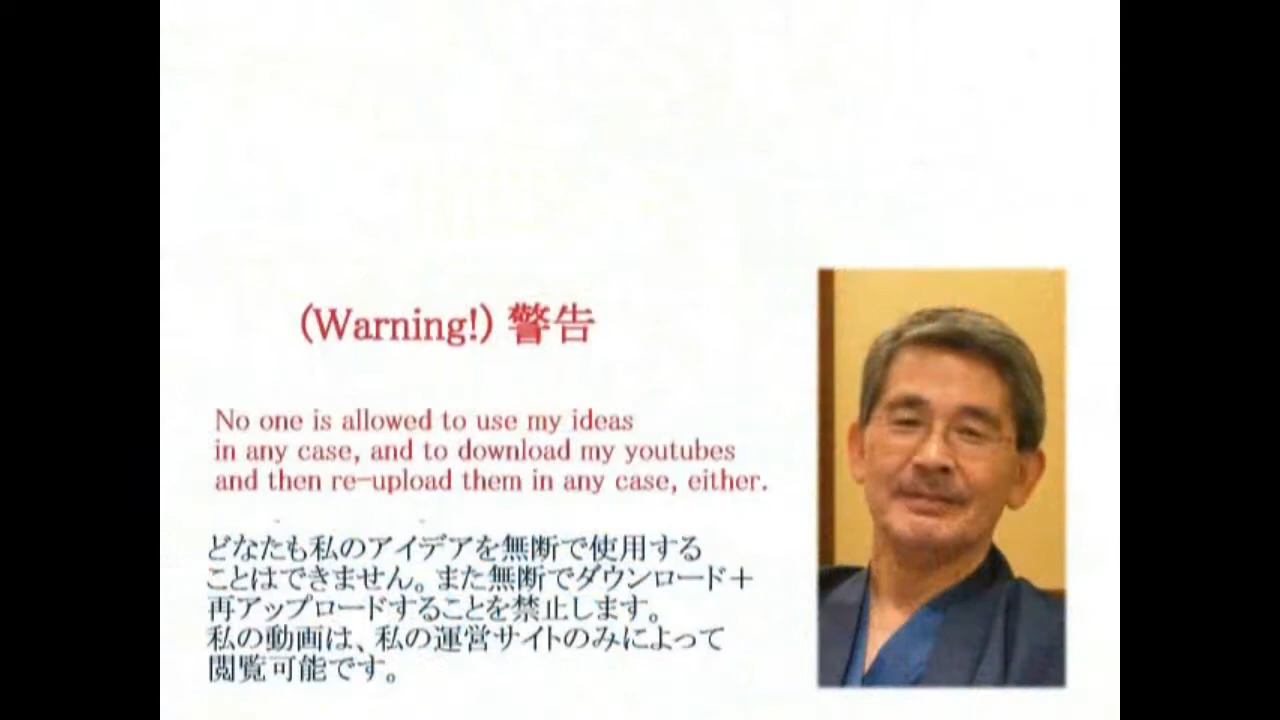 (Warning!) 警告
No one is allowed to use my ideas
in any case, and to download my youtubes
and then re-upload them in any case, either.
どなたも私のアイデアを無断で使用する
ことはできません。また無断でダウンロード＋
再アップロードすることを禁止します。
私の動画は、私の運営サイトのみによって
閲覧可能です。